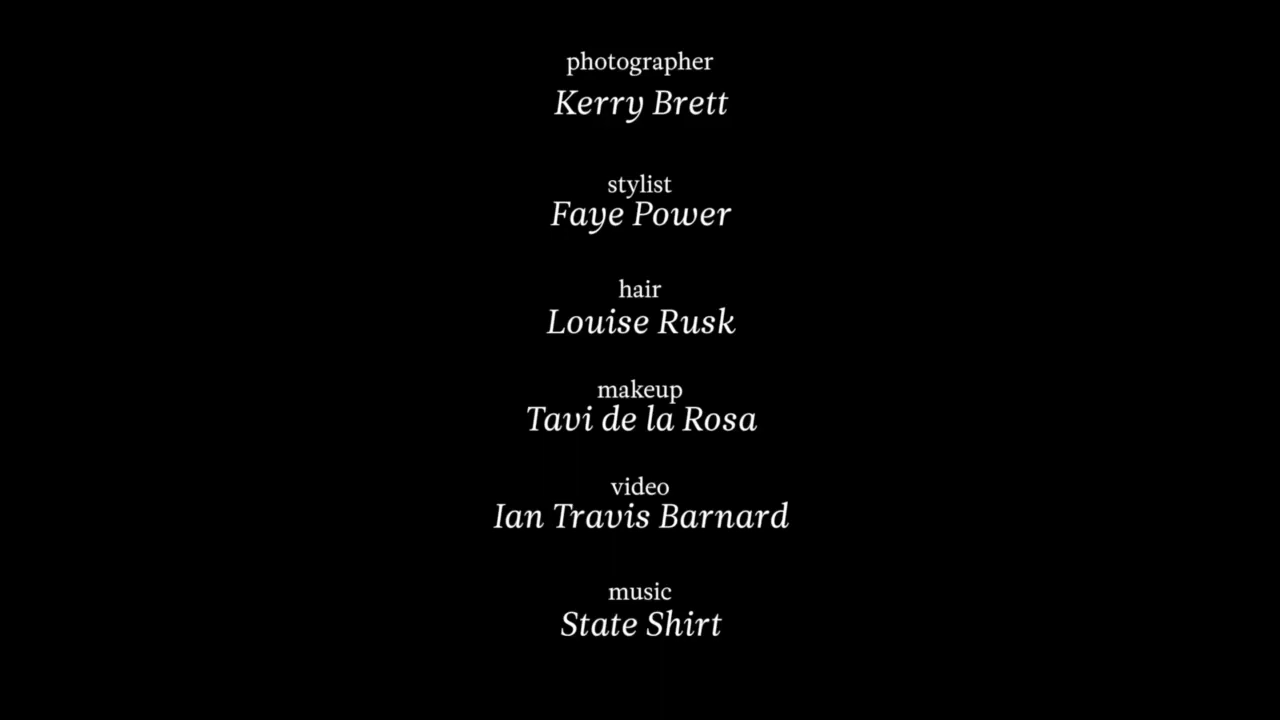 photographer
Kerry Brett
stylist
Faye Power
hair
Louise Rusk
makeup
Tavi de la Rosa
video
Ian Travis Barnard
music
State Shirt